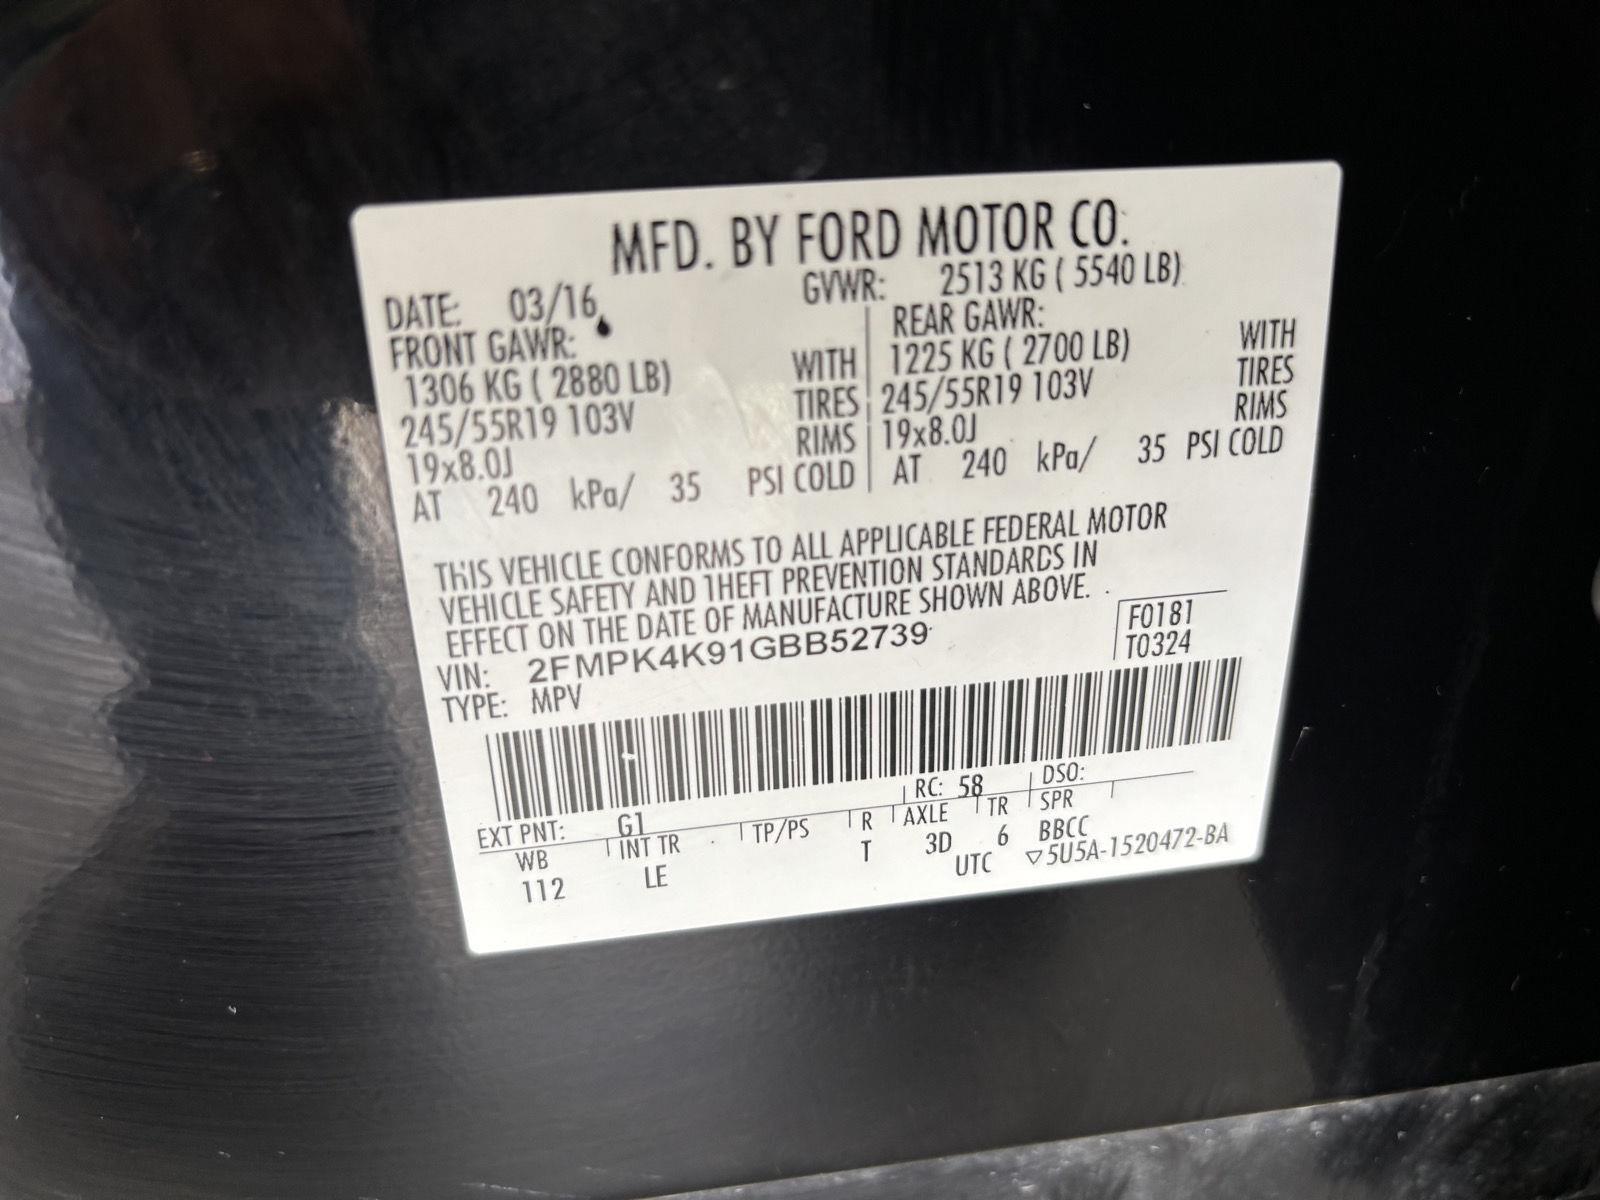 MFD. BY FORD MOTOR CO.
DATE: 03/16 GVWR: 2513 KG ( 5540 LB)
FRONT GAWR: REAR GAWR:
1306 KG ( 2880 LB) WITH 1225 KG ( 2700 LB) WITH
245/55R19 103V TIRES 245/55R19 103V TIRES
19x8.0J RIMS 19x8.0J RIMS
AT 240 kPa/ 35 PSI COLD AT 240 kPa/ 35 PSI COLD
THIS VEHICLE CONFORMS TO ALL APPLICABLE FEDERAL MOTOR
VEHICLE SAFETY AND THEFT PREVENTION STANDARDS IN
EFFECT ON THE DATE OF MANUFACTURE SHOWN ABOVE.
F0181
VIN: 2FMPK4K91GBB52739
T0324
TYPE: MPV
EXT PNT: G1 RC: 58 DSO:
WB INT TR TP/PS R AXLE TR SPR
112 LE T 3D 6 BBCC
UTC ▽5U5A-1520472-BA